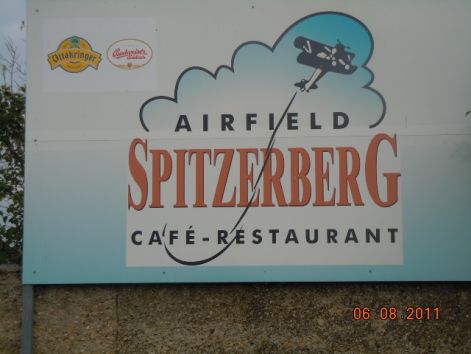 Ottakringer
Budweiser
AIRFIELD
SPITZERBERG
CAFÉ-RESTAURANT
06.08.2011